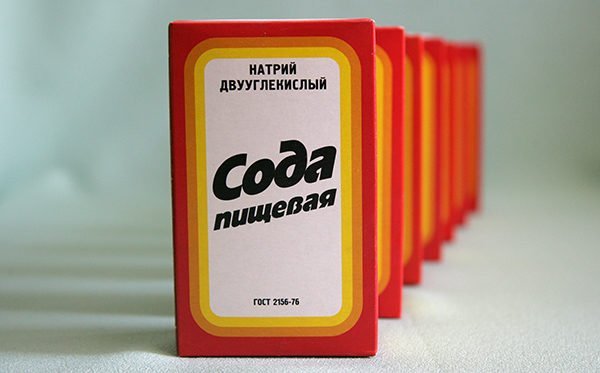 НАТРИЙ
ДВУУГЛЕКИСЛЫЙ
Сода
пищевая
ГОСТ 2156-76